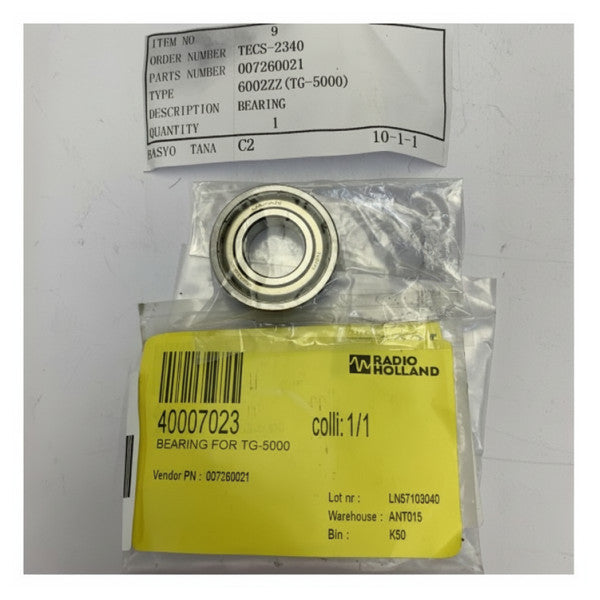 ITEM NO 9
ORDER NUMBER TECS-2340
PARTS NUMBER 007260021
TYPE 6002ZZ(TG-5000)
DESCRIPTION BEARING
QUANTITY 1
BASYO TANA C2 10-1-1
RADIO
HOLLAND
40007023 colli: 1/1
BEARING FOR TG-5000
Vendor PN : 007260021
Lot nr : LN57103040
Warehouse : ANT015
Bin : K50